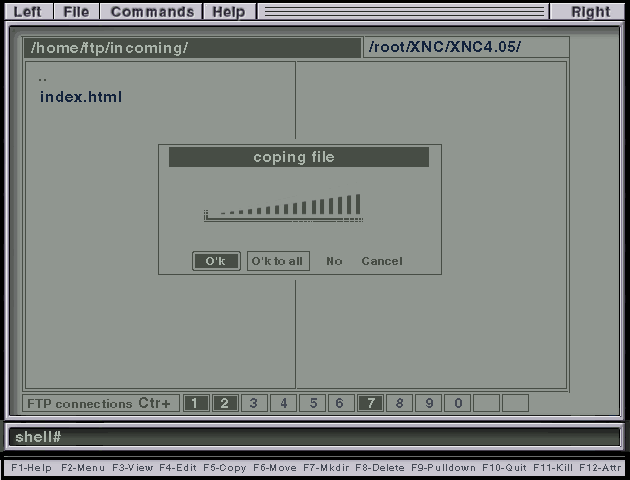 Left File Commands Help Right
/home/ftp/incoming/ /root/XNC/XNC4.05/
..
index.html
coping file
O'k O'k to all No Cancel
FTP connections Ctr+ 1 2 3 4 5 6 7 8 9 0
shell#
F1-Help F2-Menu F3-View F4-Edit F5-Copy F6-Move F7-Mkdir F8-Delete F9-Pulldown F10-Quit F11-Kill F12-Attr